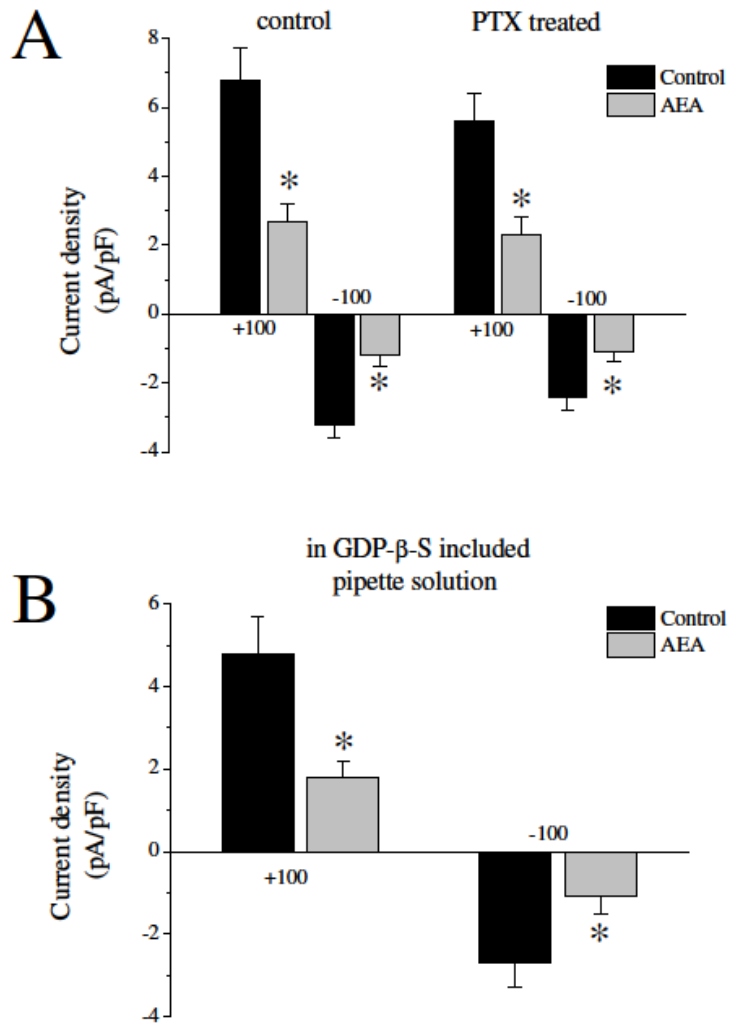 A
control
PTX treated
Control
AEA
8
6
4
2
0
-2
-4
Current density
(pA/pF)
*
*
*
*
+100
-100
+100
-100
B
in GDP-β-S included
pipette solution
Control
AEA
6
4
2
0
-2
-4
Current density
(pA/pF)
*
*
+100
-100